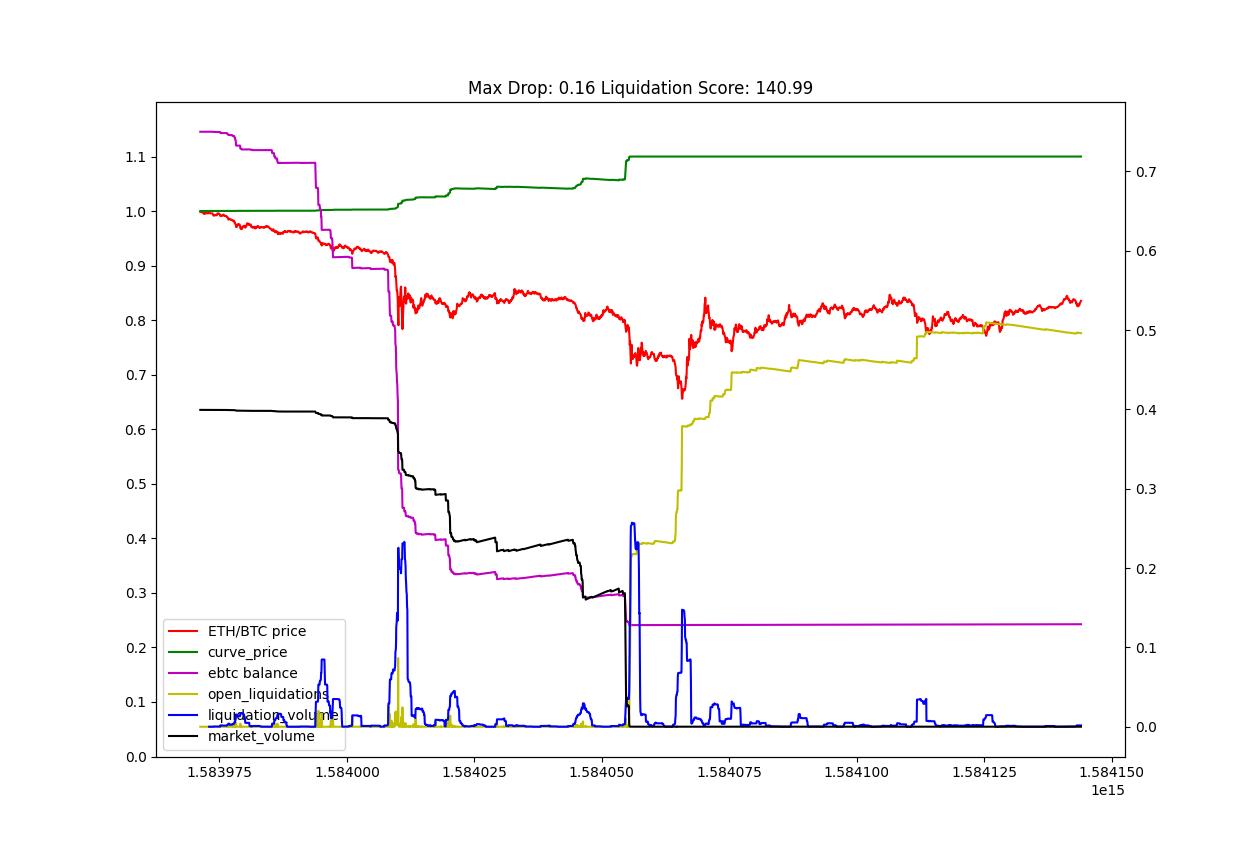 Max Drop: 0.16 Liquidation Score: 140.99
1.1
1.0
0.9
0.8
0.7
0.6
0.5
0.4
0.3
0.2
0.1
0.0
0.7
0.6
0.5
0.4
0.3
0.2
0.1
0.0
ETH/BTC price
curve_price
ebtc balance
open_liquidations
liquidation_volume
market_volume
1.583975 1.584000 1.584025 1.584050 1.584075 1.584100 1.584125 1.584150
1e15